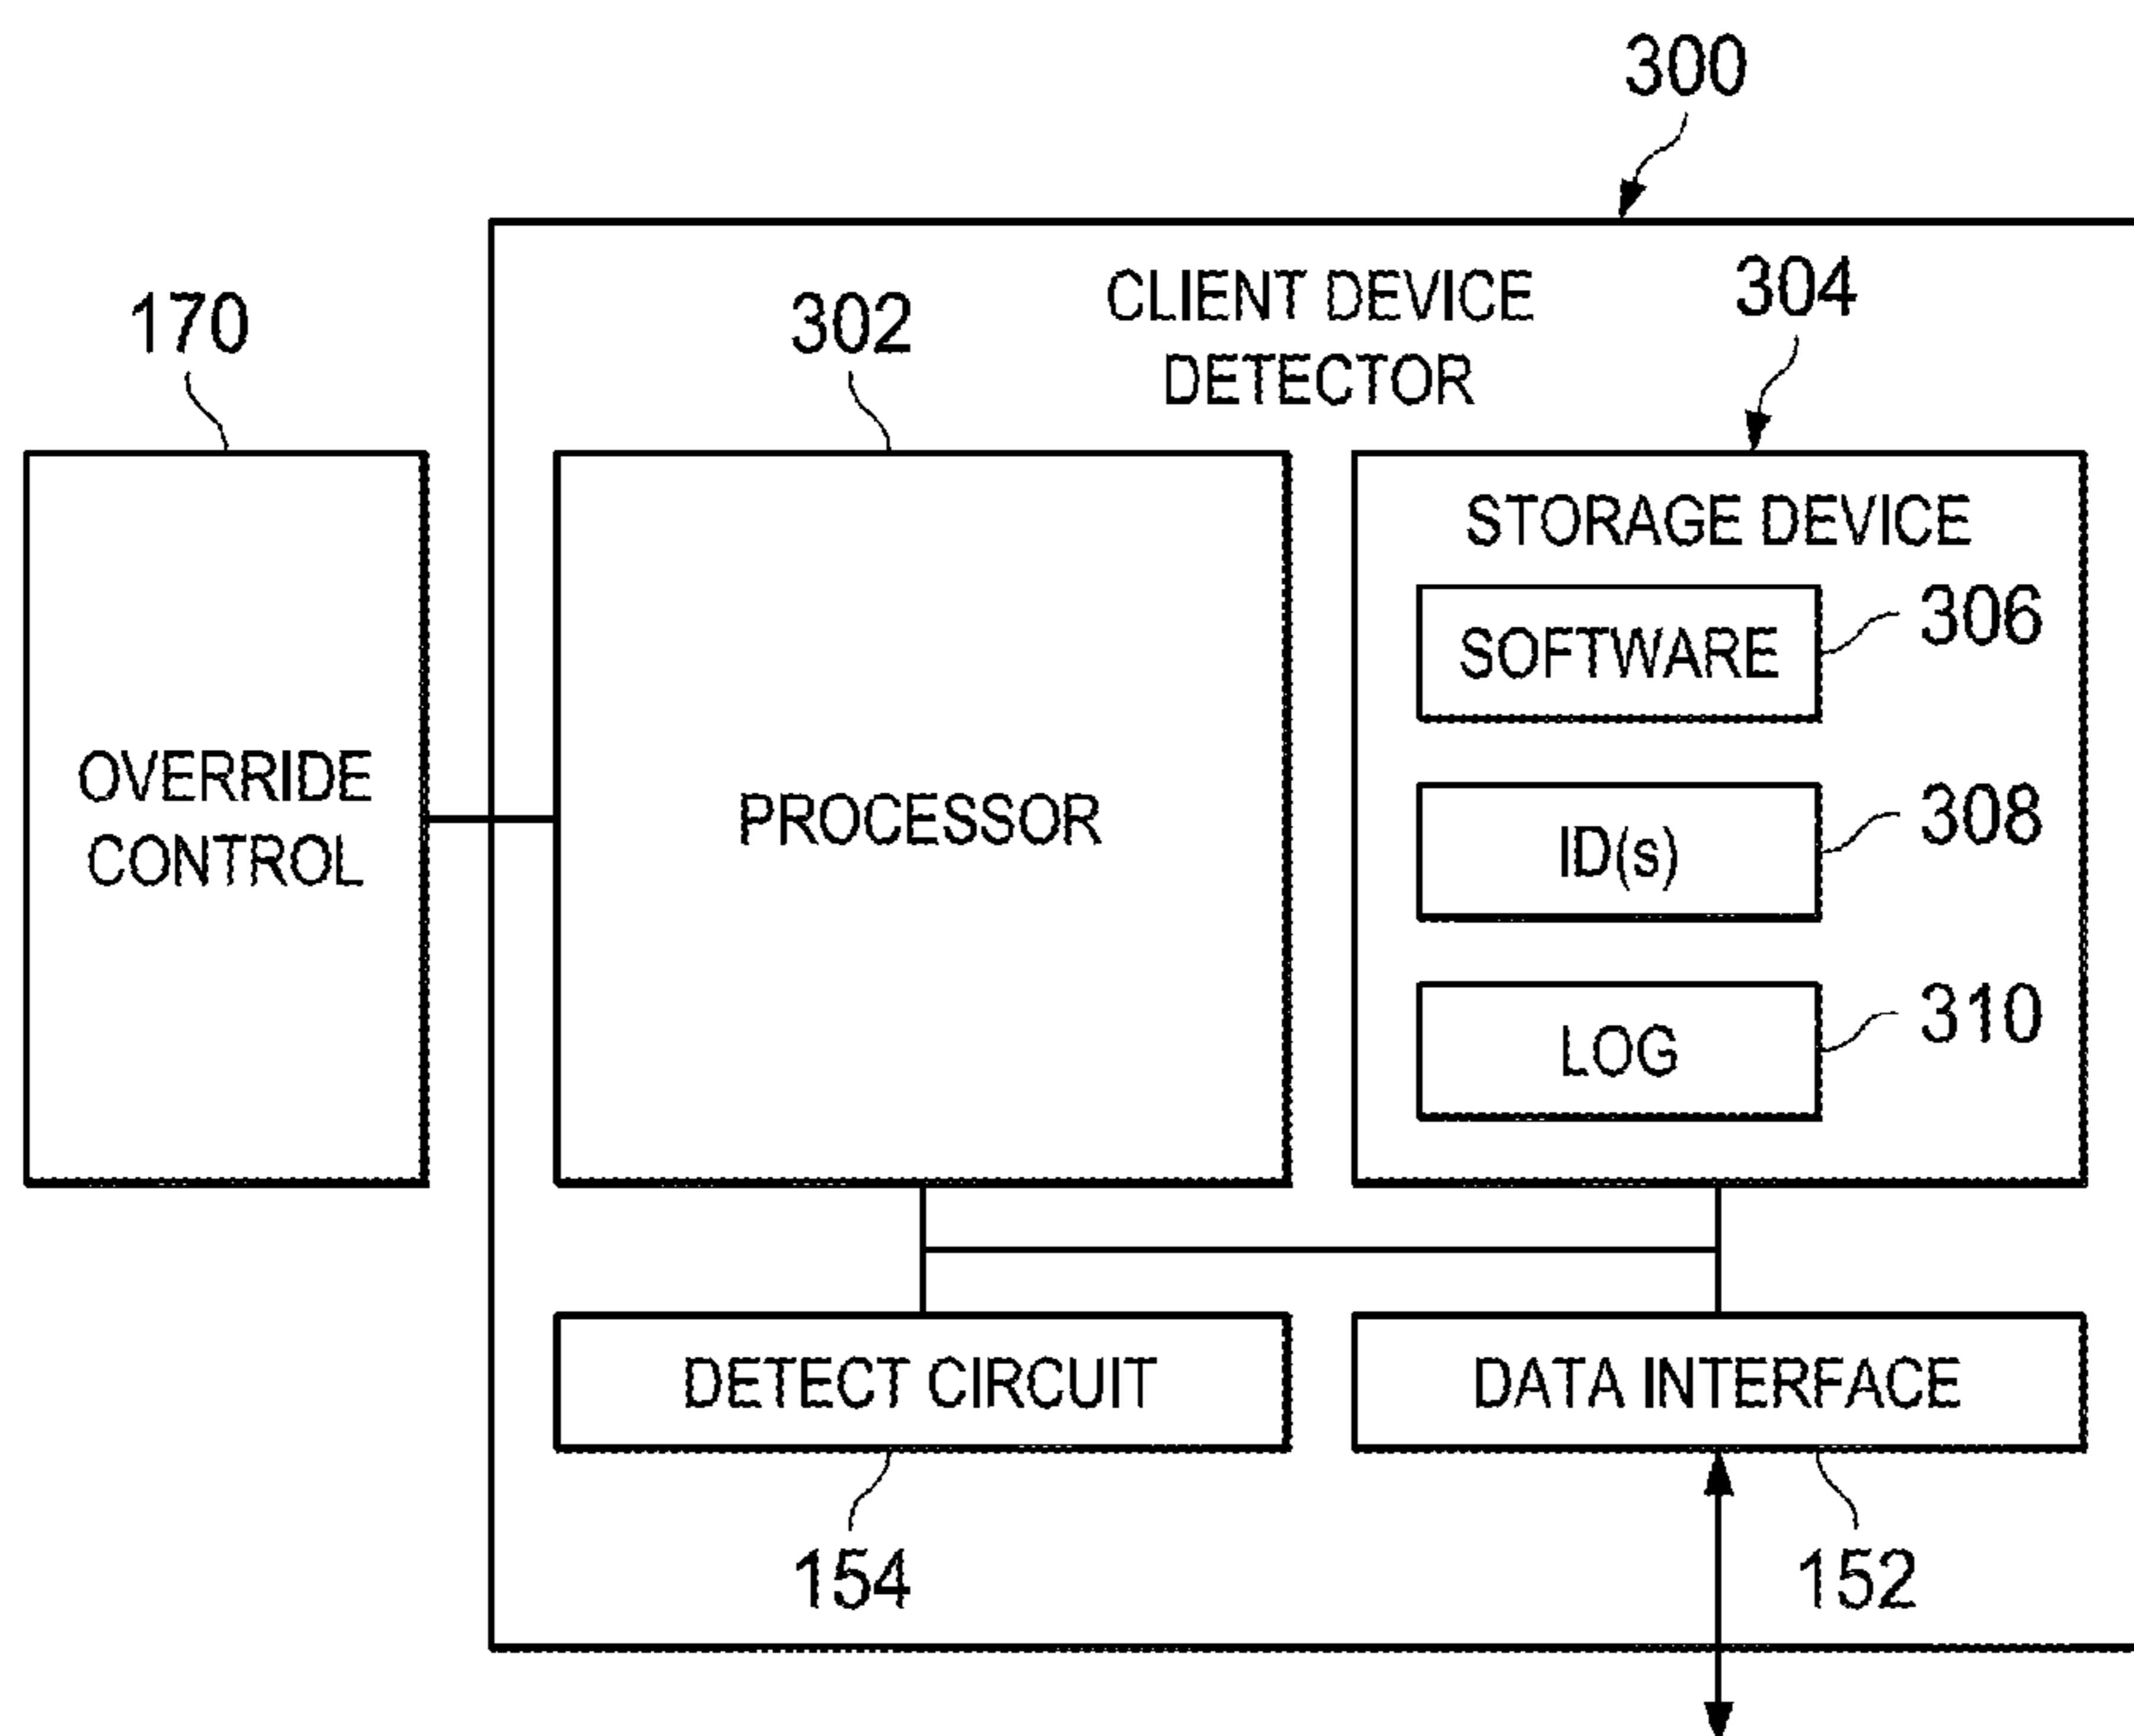 300
CLIENT DEVICE
DETECTOR
304
170
302
STORAGE DEVICE
SOFTWARE
306
OVERRIDE
CONTROL
PROCESSOR
ID(s)
308
LOG
310
DETECT CIRCUIT
DATA INTERFACE
154
152